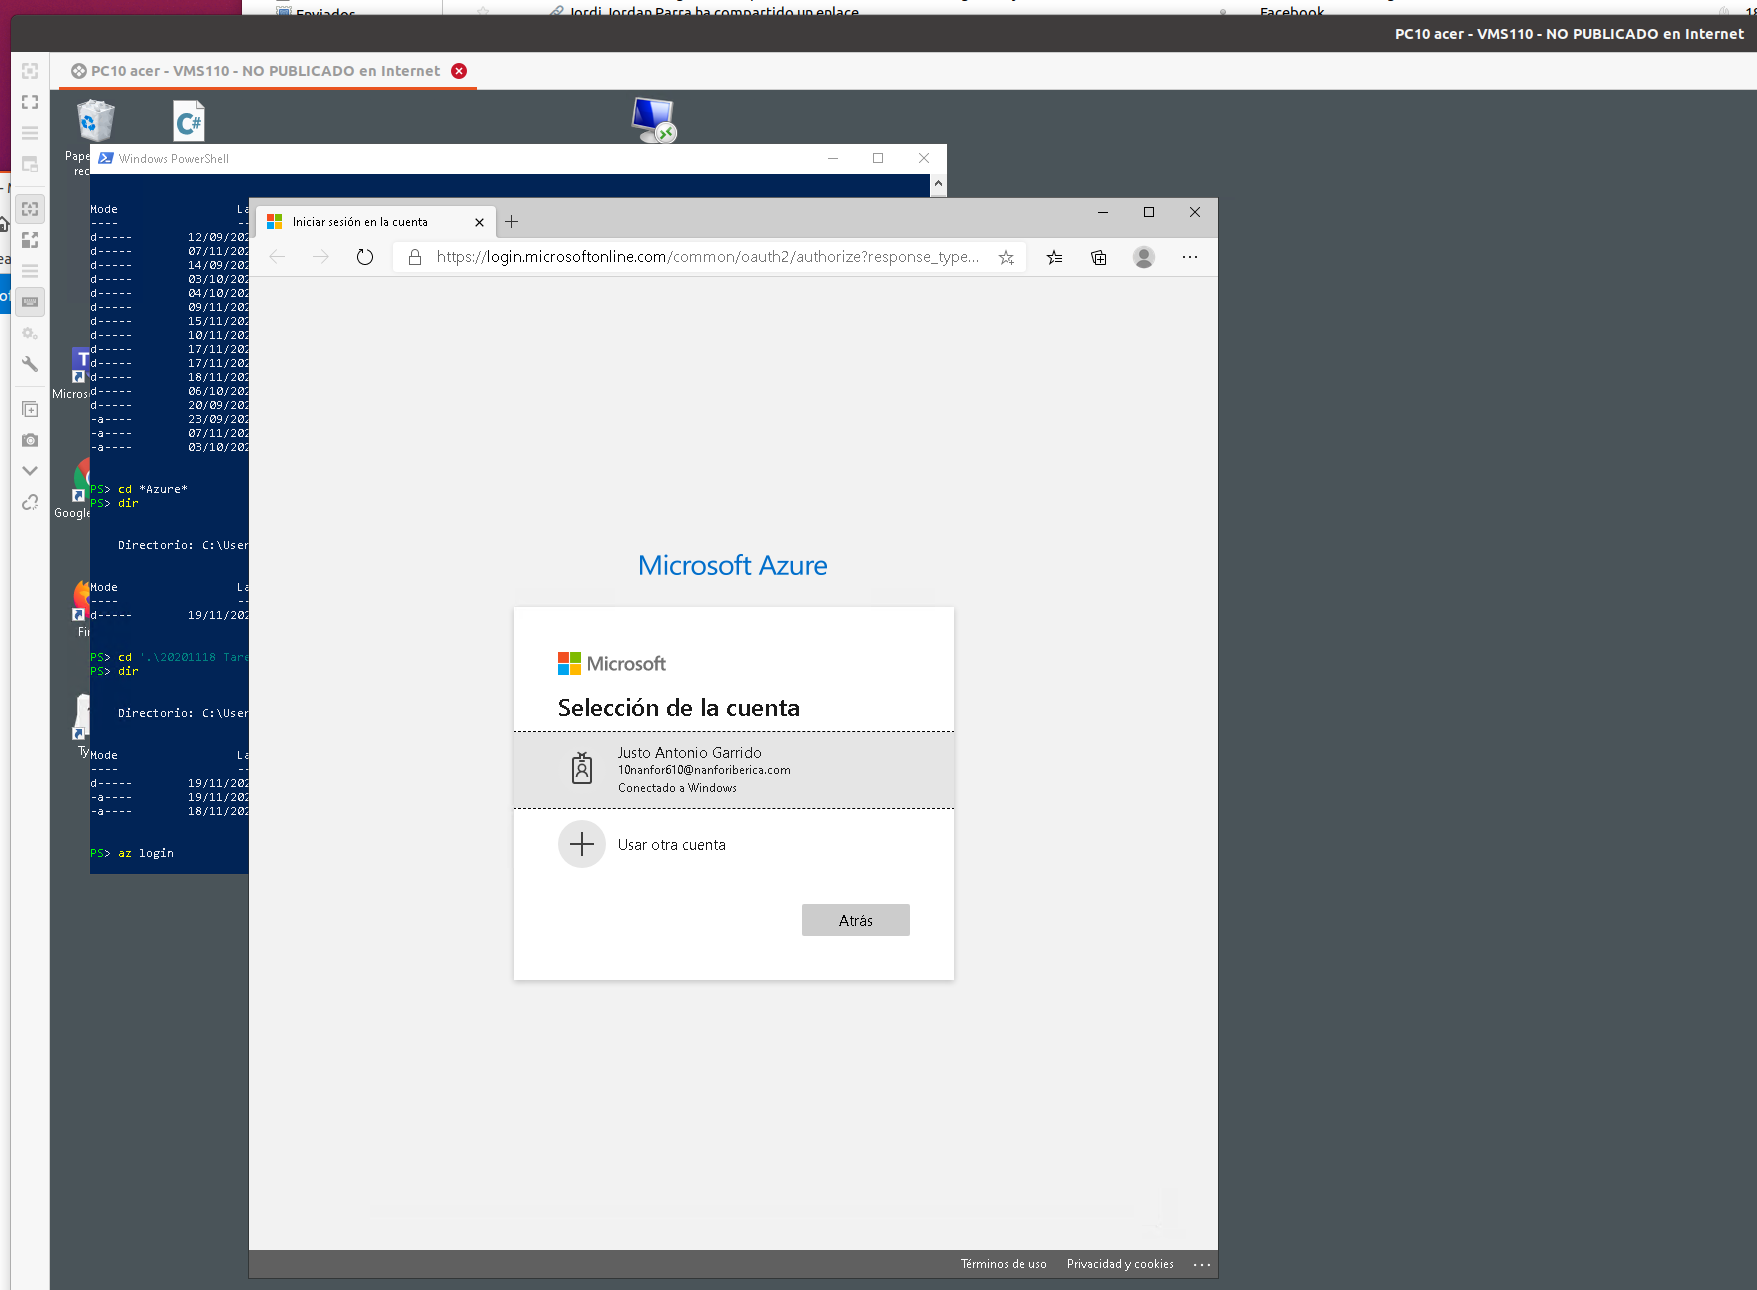 Enviados
Jordi Jordan Parra ha compartido un enlace
Facebook
PC10 acer - VMS110 - NO PUBLICADO en Internet
PC10 acer - VMS110 - NO PUBLICADO en Internet
C#
Pape
rec
Windows PowerShell
Mode La
---- --
d----- 12/09/202
d----- 07/11/202
d----- 14/09/202
d----- 03/10/202
d----- 04/10/202
d----- 09/11/202
d----- 15/11/202
d----- 10/11/202
d----- 17/11/202
d----- 17/11/202
d----- 18/11/202
d----- 06/10/202
d----- 20/09/202
-a---- 23/09/202
-a---- 07/11/202
-a---- 03/10/202
PS> cd *Azure*
PS> dir
Directorio: C:\User
Mode La
---- --
d----- 19/11/202
PS> cd '.\20201118 Tare
PS> dir
Directorio: C:\User
Mode La
---- --
d----- 19/11/202
-a---- 19/11/202
-a---- 18/11/202
PS> az login
Micros
Google
Fi
Ty
Iniciar sesión en la cuenta
https://login.microsoftonline.com/common/oauth2/authorize?response_type...
Microsoft Azure
Microsoft
Selección de la cuenta
Justo Antonio Garrido
10nanfor610@nanforiberica.com
Conectado a Windows
Usar otra cuenta
Atrás
Términos de uso Privacidad y cookies ...